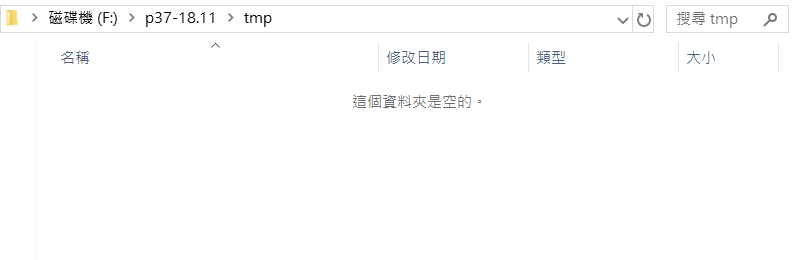 磁碟機 (F:) p37-18.11 tmp 搜尋 tmp
名稱 修改日期 類型 大小
這個資料夾是空的。